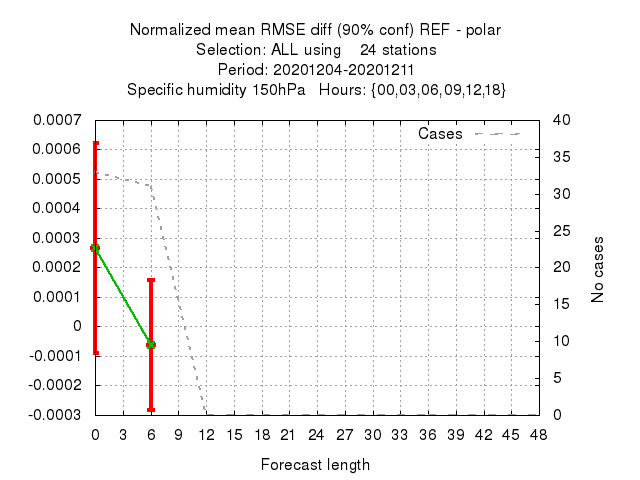 Normalized mean RMSE diff (90% conf) REF - polar
Selection: ALL using 24 stations
Period: 20201204-20201211
Specific humidity 150hPa Hours: {00,03,06,09,12,18}
Cases
0.0007
0.0006
0.0005
0.0004
0.0003
0.0002
0.0001
0
-0.0001
-0.0002
-0.0003
40
35
30
25
20
15
10
5
0
No cases
0 3 6 9 12 15 18 21 24 27 30 33 36 39 42 45 48
Forecast length